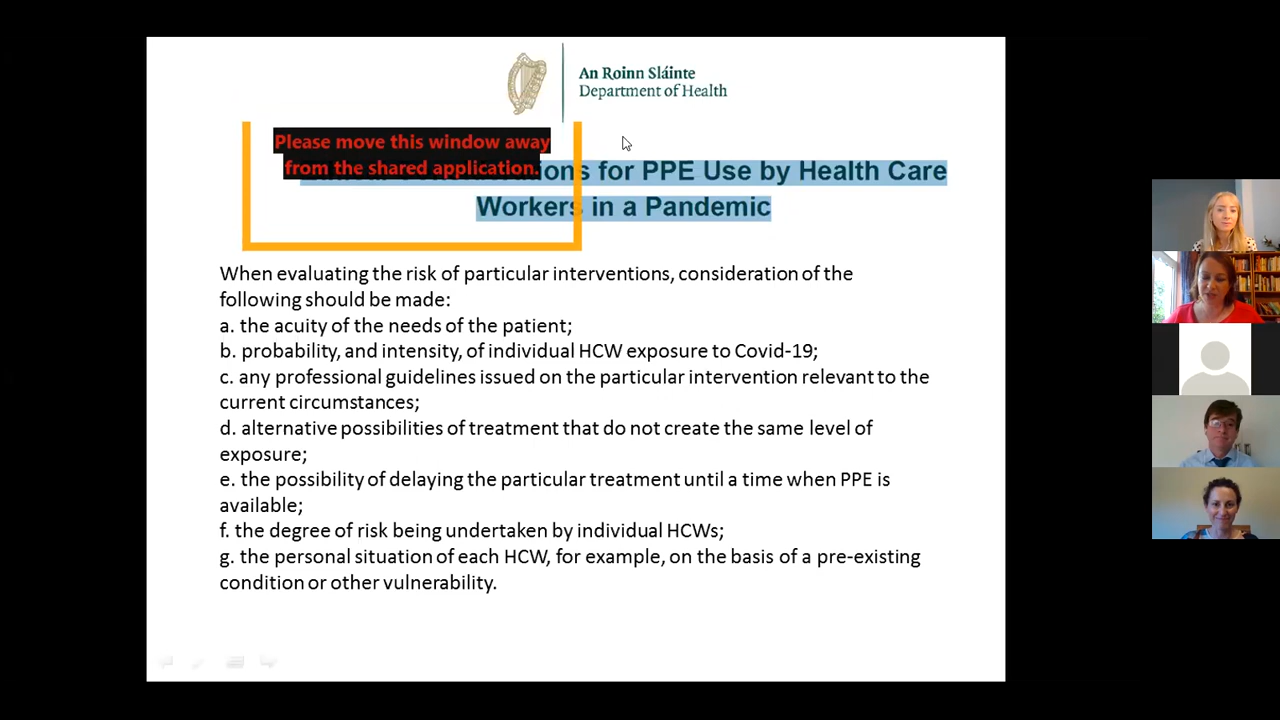 An Roinn Sláinte
Department of Health
Please move this window away
from the shared application.
ons for PPE Use by Health Care
Workers in a Pandemic
When evaluating the risk of particular interventions, consideration of the
following should be made:
a. the acuity of the needs of the patient;
b. probability, and intensity, of individual HCW exposure to Covid-19;
c. any professional guidelines issued on the particular intervention relevant to the
current circumstances;
d. alternative possibilities of treatment that do not create the same level of
exposure;
e. the possibility of delaying the particular treatment until a time when PPE is
available;
f. the degree of risk being undertaken by individual HCWs;
g. the personal situation of each HCW, for example, on the basis of a pre-existing
condition or other vulnerability.